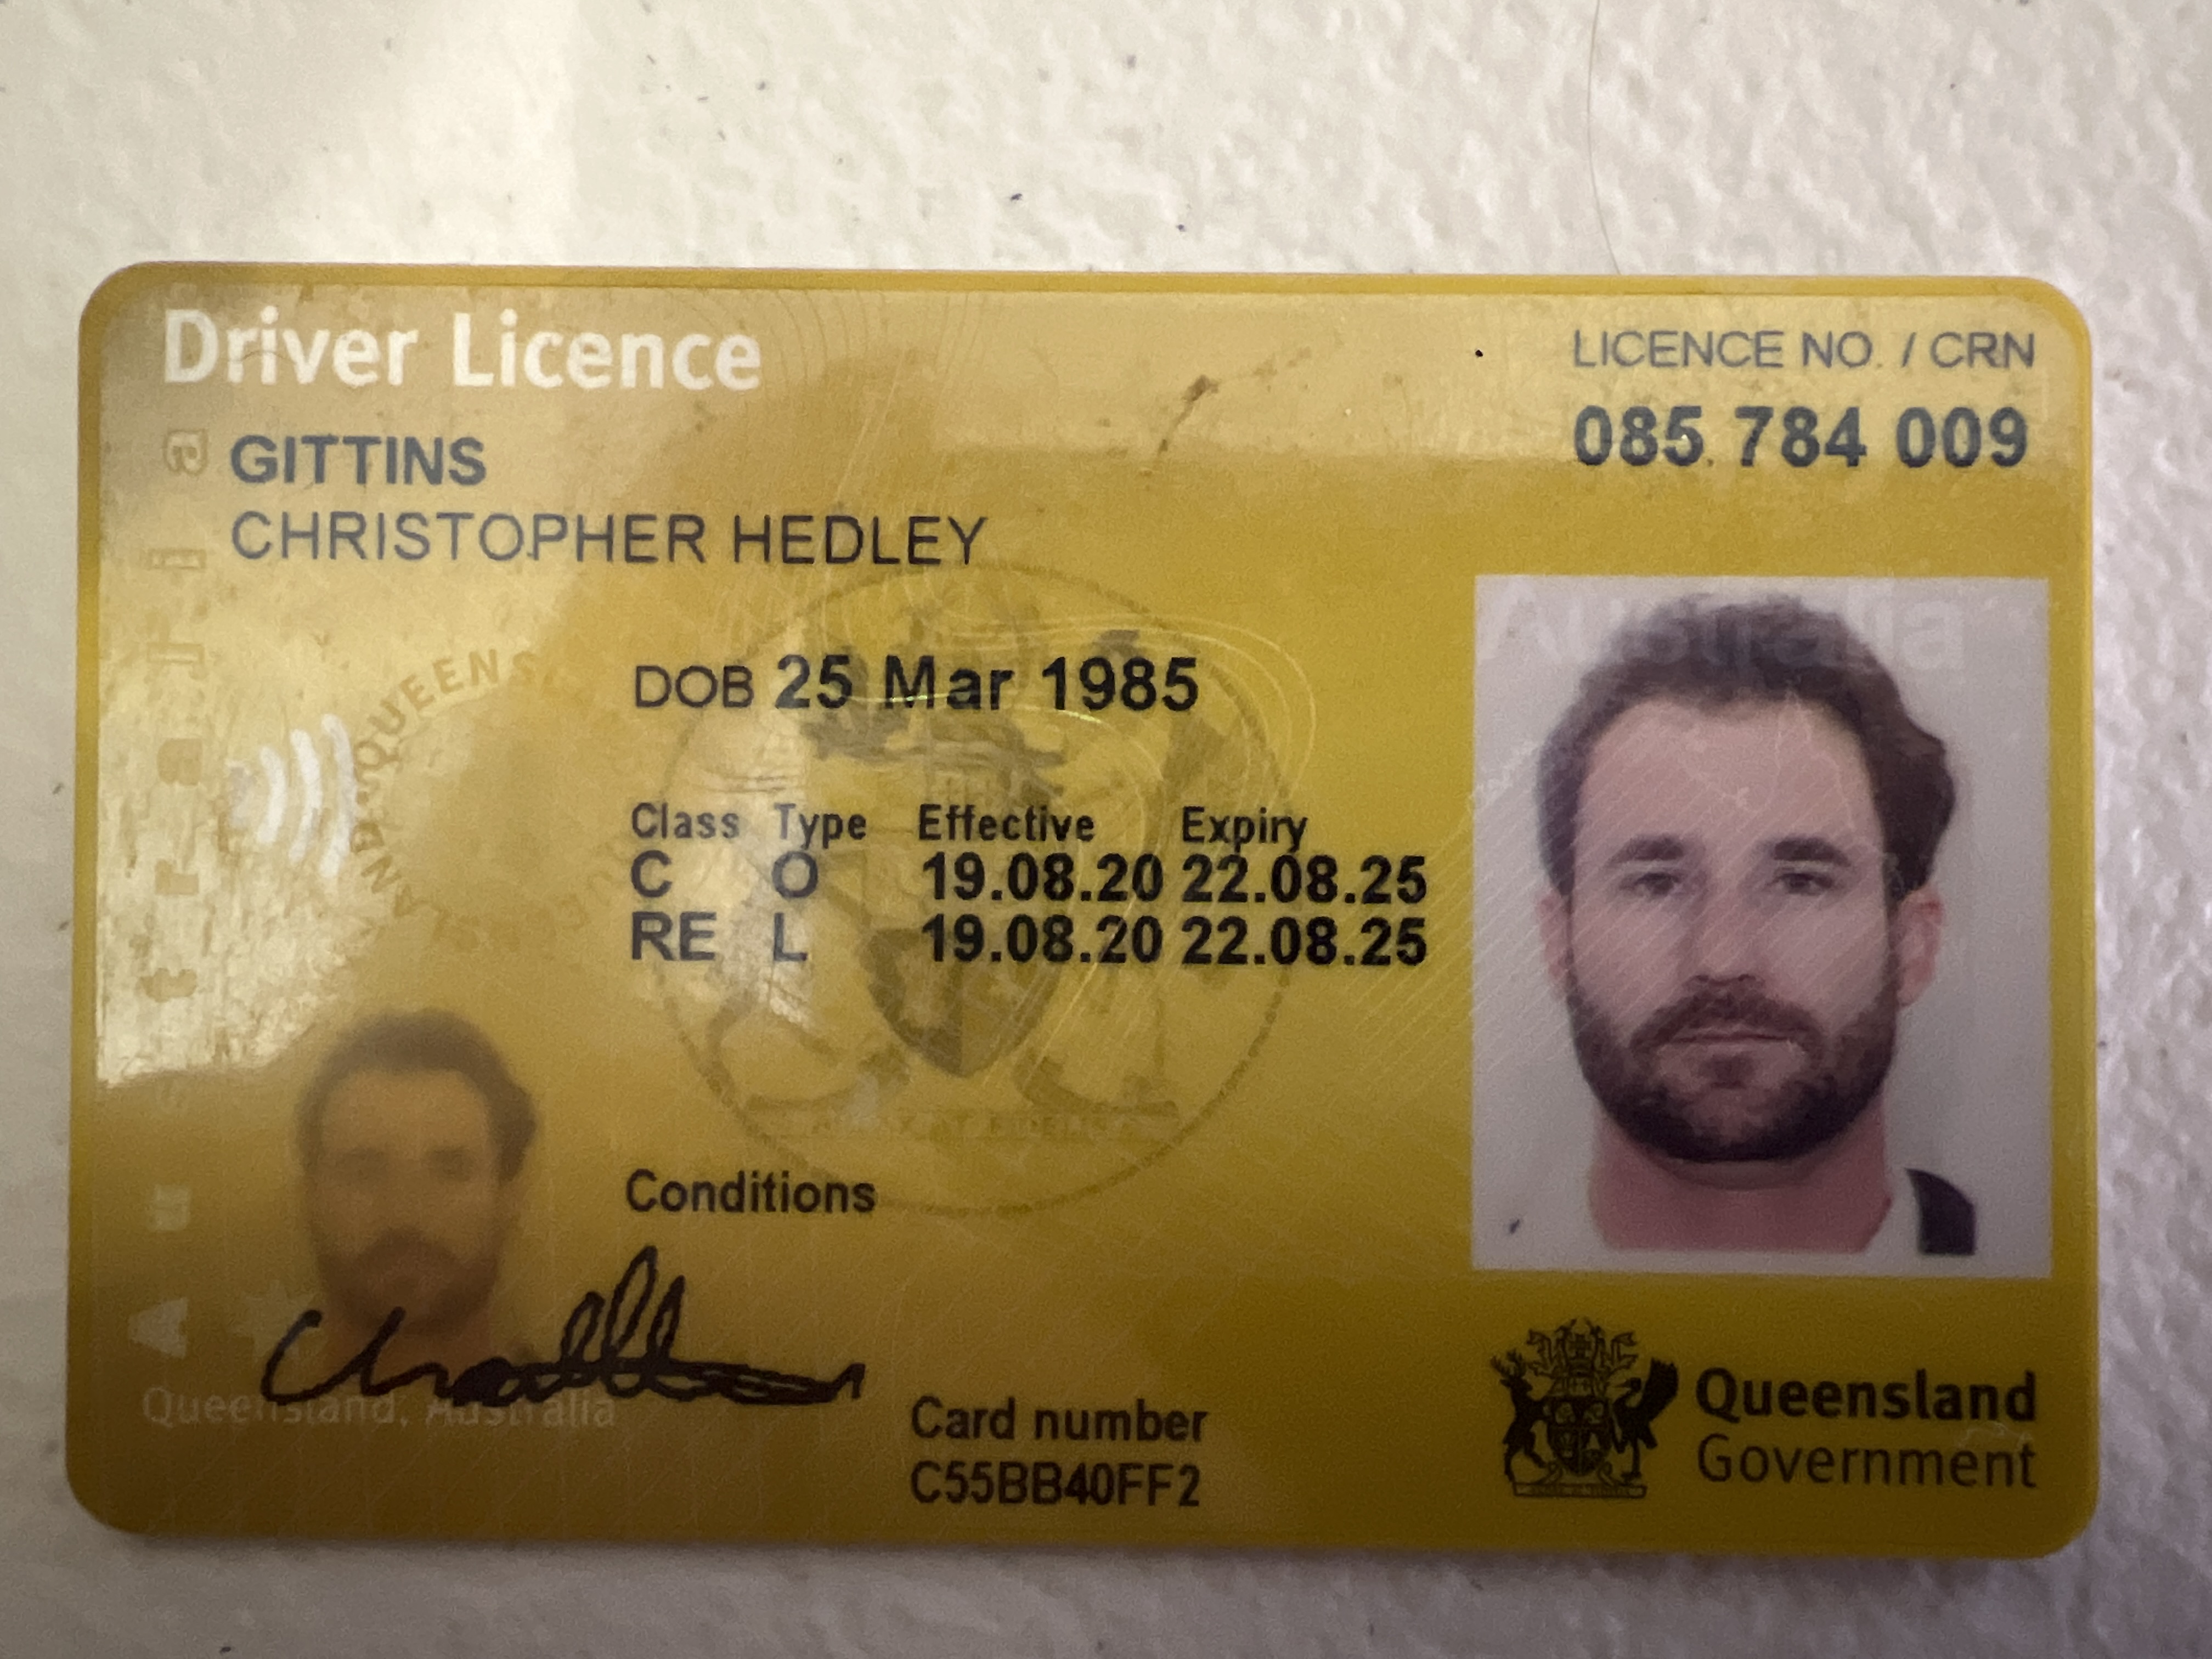 Driver Licence
LICENCE NO. / CRN
085 784 009
Australia
GITTINS
CHRISTOPHER HEDLEY
DOB 25 Mar 1985
QUEENSLAND
Class Type Effective Expiry
C O 19.08.20 22.08.25
RE L 19.08.20 22.08.25
Conditions
Queensland, Australia
Card number
C55BB40FF2
Queensland
Government